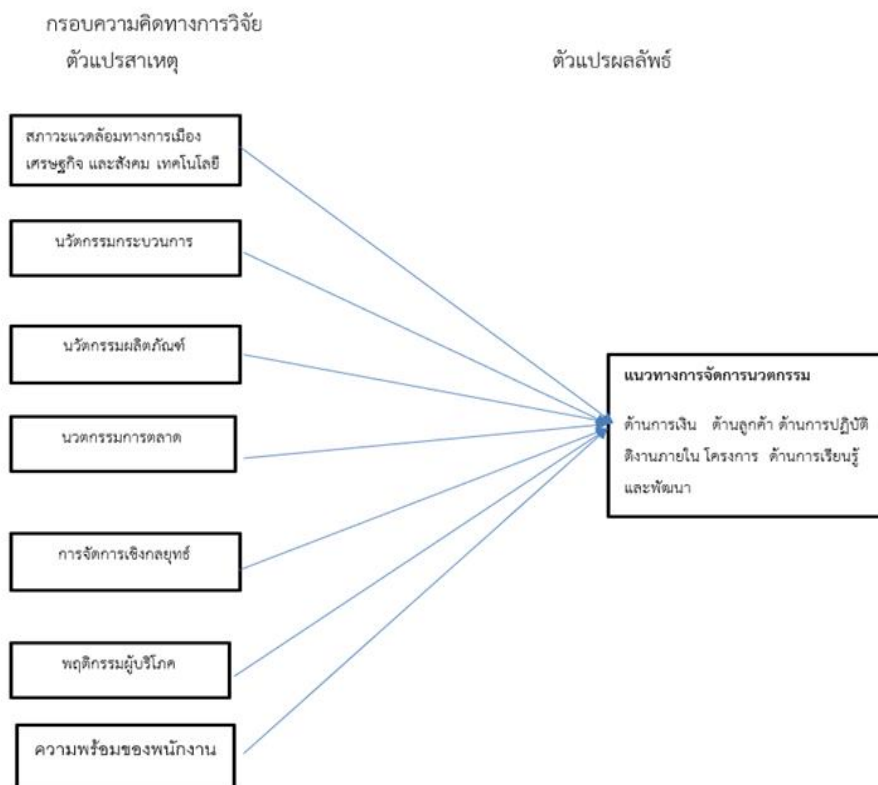 กรอบความคิดทางการวิจัย
ตัวแปรสาเหตุ
ตัวแปรผลลัพธ์
สภาวะแวดล้อมทางการเมือง
เศรษฐกิจ และสังคม เทคโนโลยี
นวัตกรรมกระบวนการ
นวัตกรรมผลิตภัณฑ์
นวตกรรมการตลาด
การจัดการเชิงกลยุทธ์
พฤติกรรมผู้บริโภค
ความพร้อมของพนักงาน
แนวทางการจัดการนวตกรรม
ด้านการเงิน ด้านลูกค้า ด้านการปฏิบัติ
ติงานภายใน โครงการ ด้านการเรียนรู้
และพัฒนา